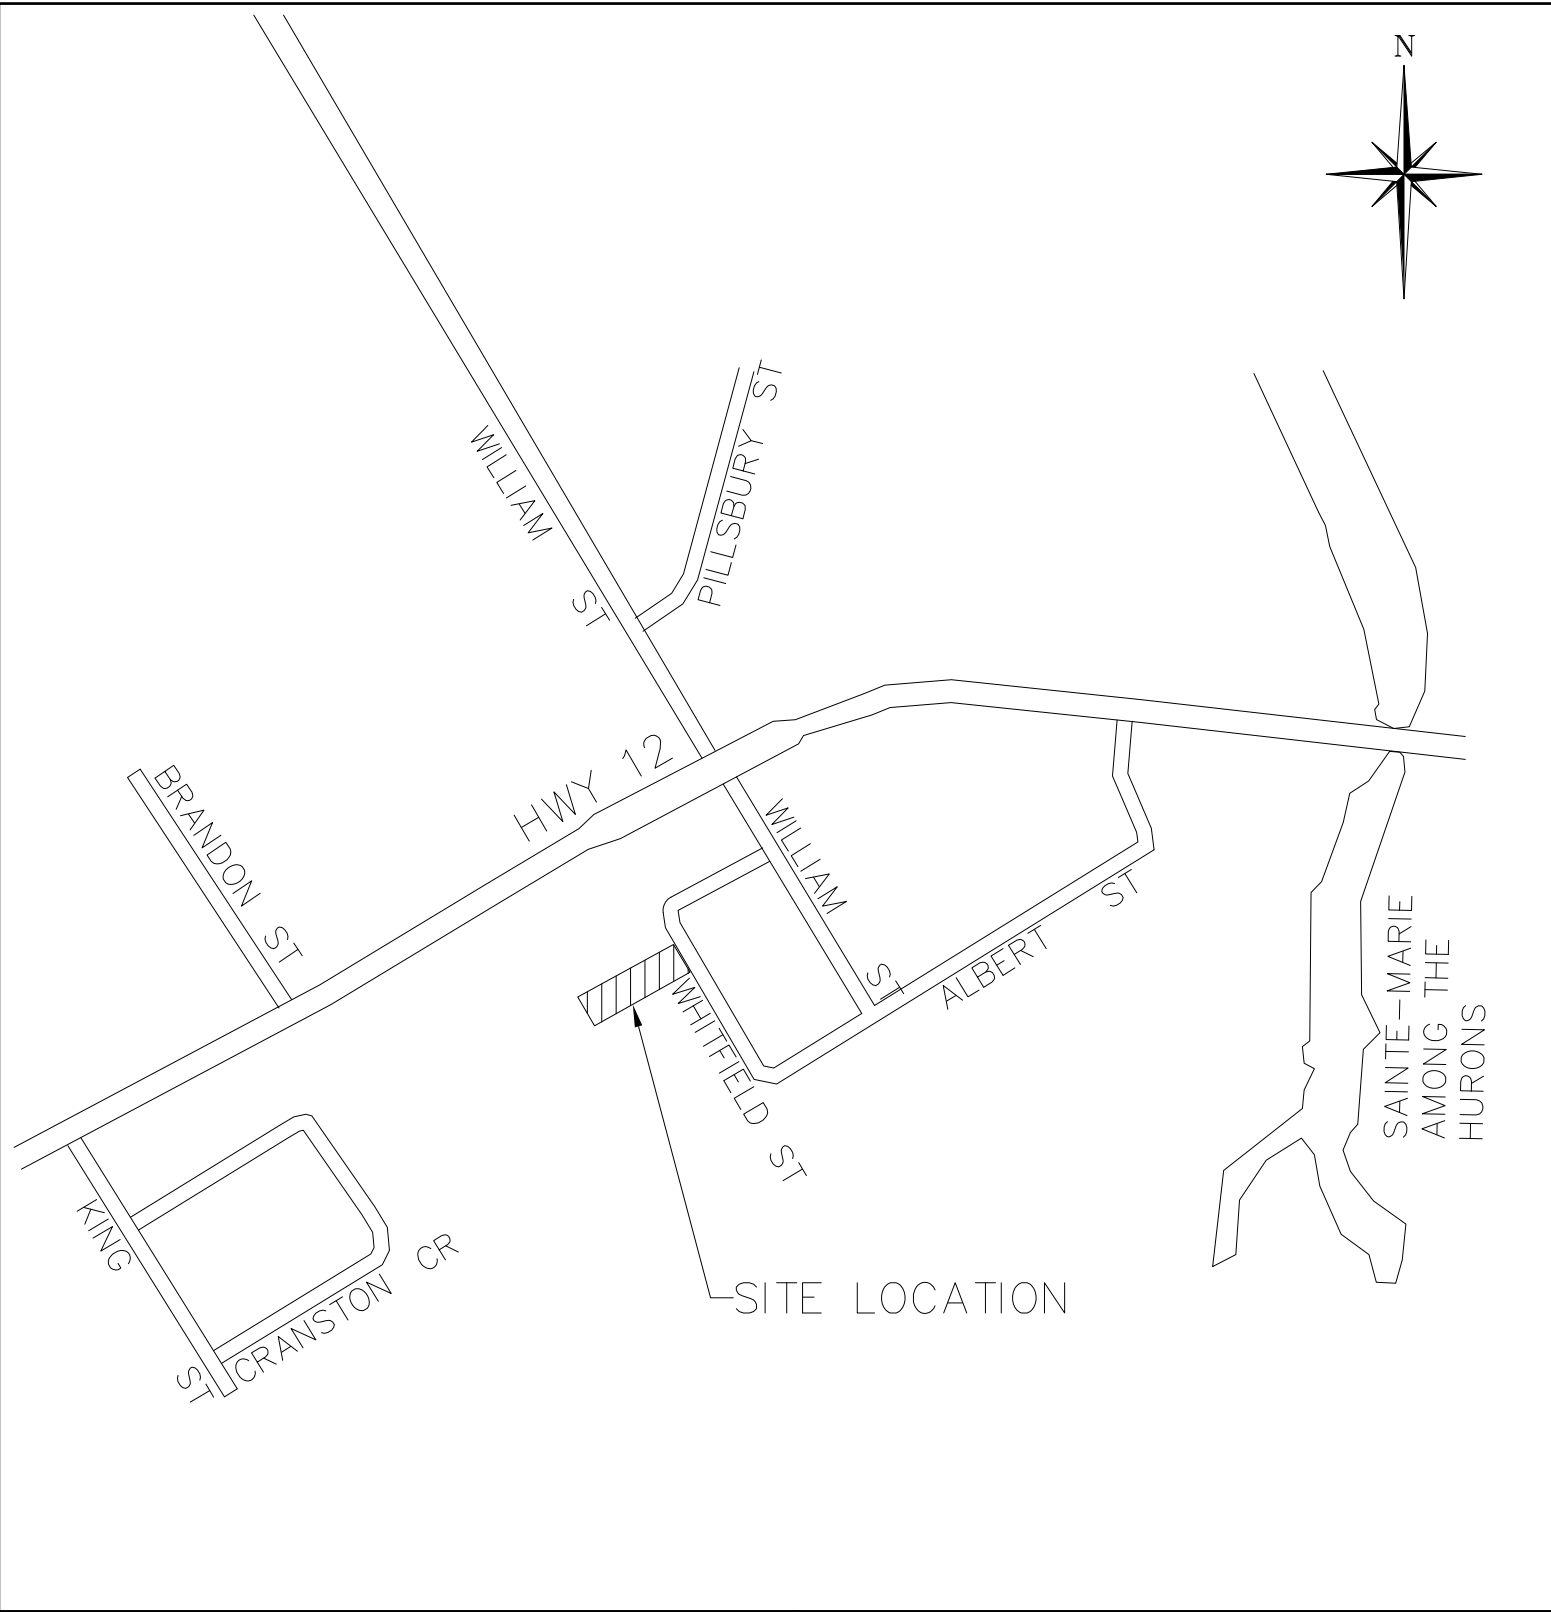 N
WILLIAM ST
PILLSBURY ST
HWY 12
BRANDON ST
WILLIAM ST
ALBERT ST
WHITFIELD ST
SAINTE-MARIE
AMONG THE
HURONS
KING ST
CRANSTON CR
SITE LOCATION